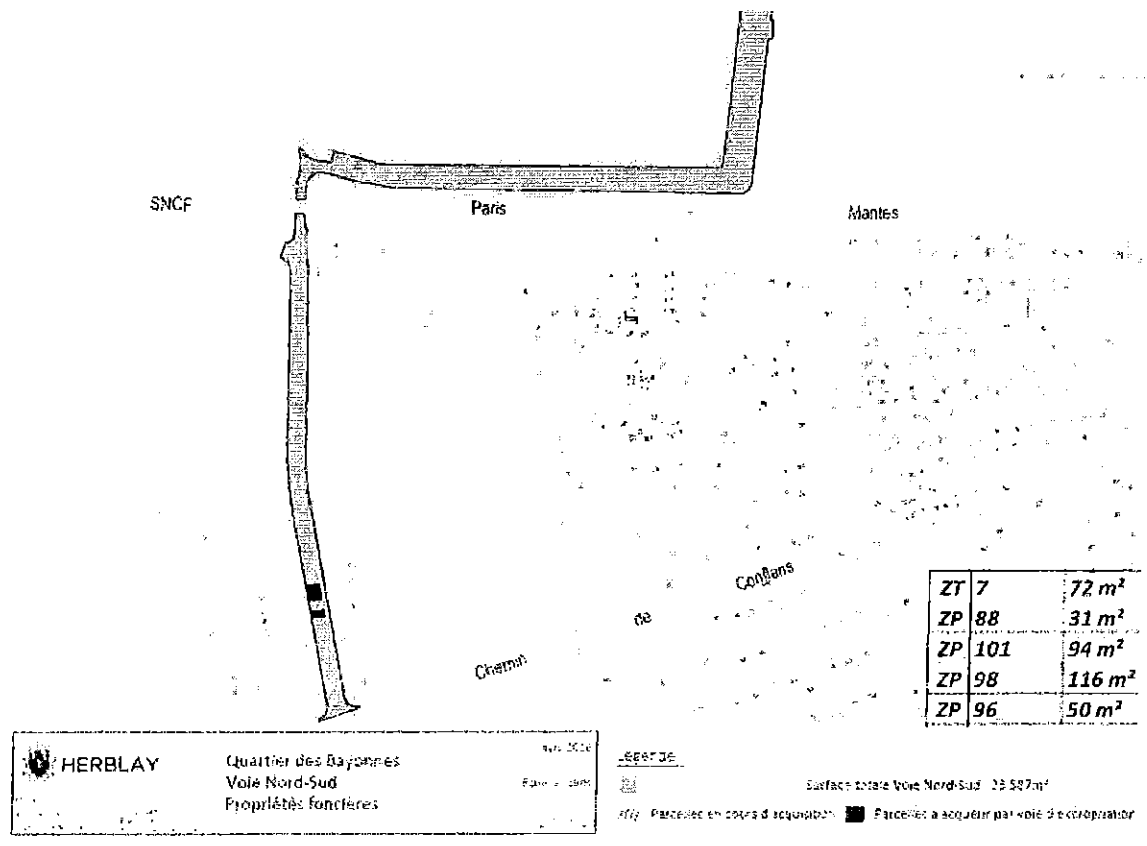 SNCF
Paris
Mantes
Conflans
de
Chemin
ZT 7 72 m²
ZP 88 31 m²
ZP 101 94 m²
ZP 98 116 m²
ZP 96 50 m²
HERBLAY
Quartier des Bayonnes
Voie Nord-Sud
Propriétés foncières
Légende
Surface totale Voie Nord-Sud
Parcelles en cours d'acquisition
Parcelles à acquérir par voie d'expropriation